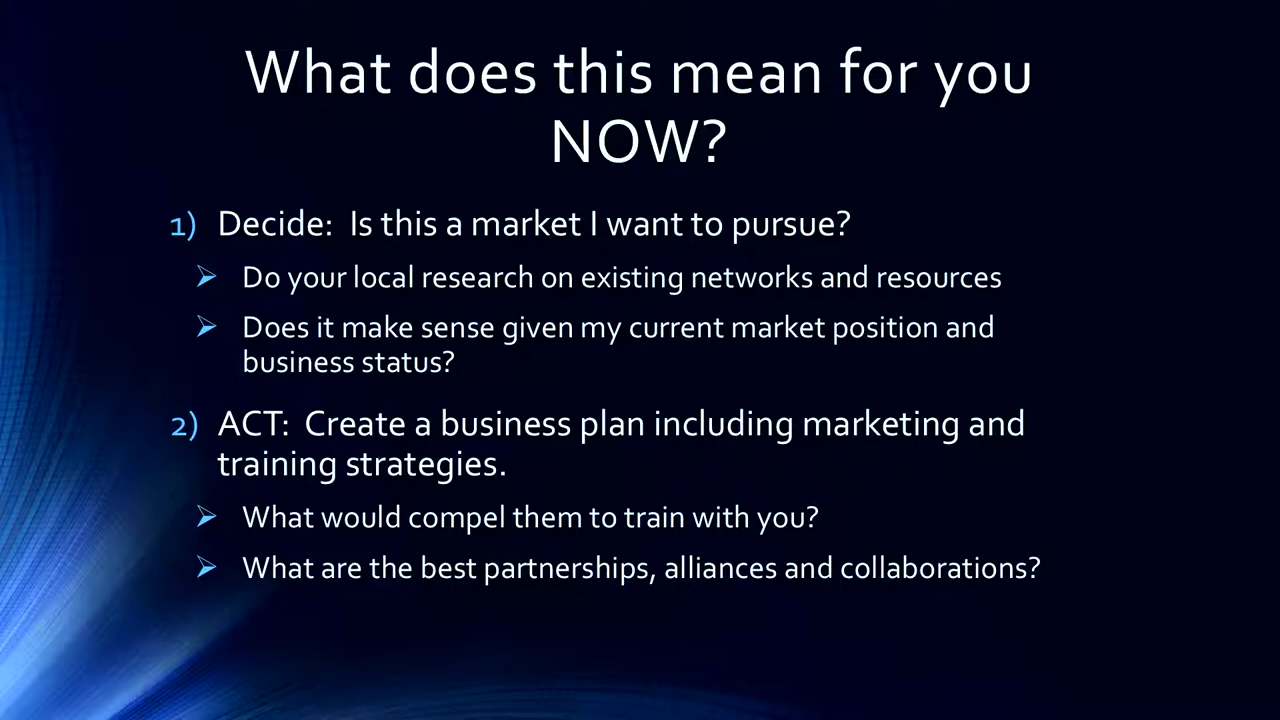 What does this mean for you
NOW?
1) Decide:  Is this a market I want to pursue?
➢ Do your local research on existing networks and resources
➢ Does it make sense given my current market position and
business status?
2) ACT:  Create a business plan including marketing and
training strategies.
➢ What would compel them to train with you?
➢ What are the best partnerships, alliances and collaborations?